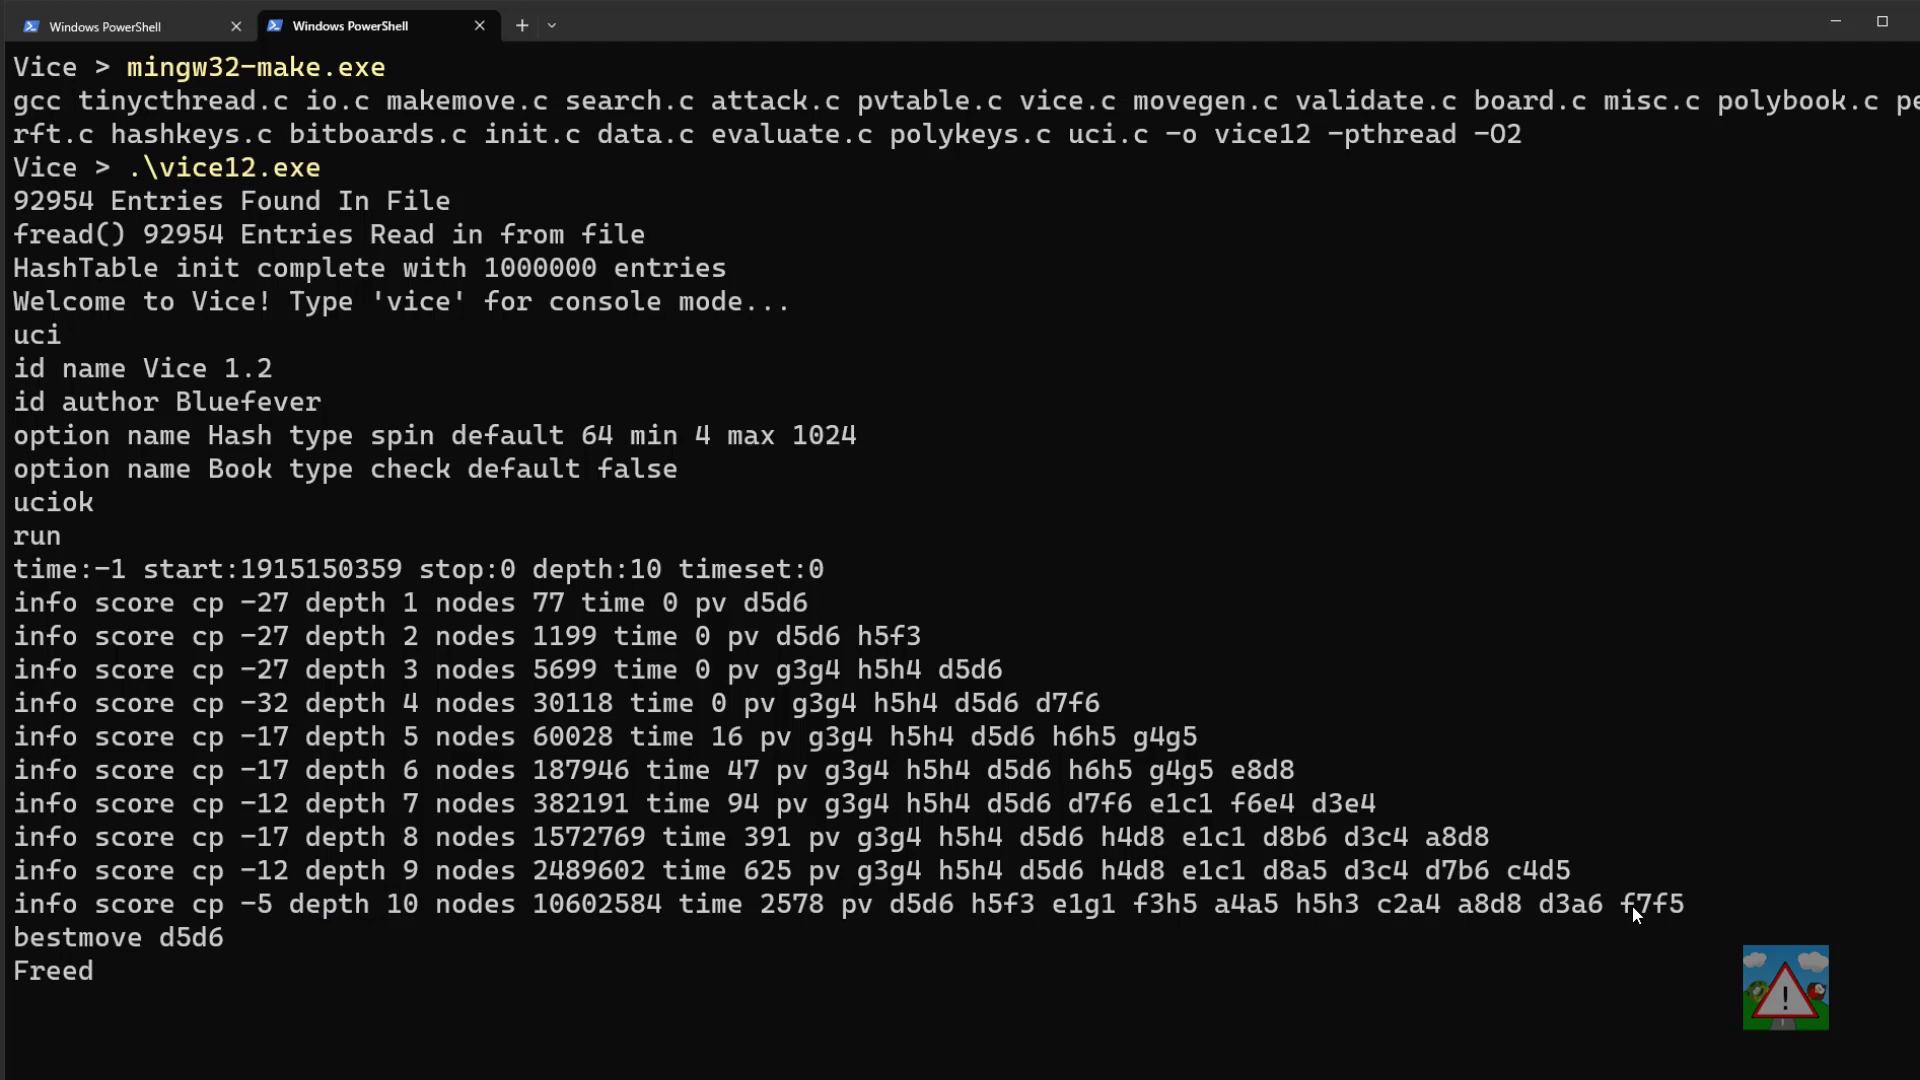 Windows PowerShell
Windows PowerShell
Vice > mingw32-make.exe
gcc tinycthread.c io.c makemove.c search.c attack.c pvtable.c vice.c movegen.c validate.c board.c misc.c polybook.c pe
rft.c hashkeys.c bitboards.c init.c data.c evaluate.c polykeys.c uci.c -o vice12 -pthread -O2
Vice > .\vice12.exe
92954 Entries Found In File
fread() 92954 Entries Read in from file
HashTable init complete with 1000000 entries
Welcome to Vice! Type 'vice' for console mode...
uci
id name Vice 1.2
id author Bluefever
option name Hash type spin default 64 min 4 max 1024
option name Book type check default false
uciok
run
time:-1 start:1915150359 stop:0 depth:10 timeset:0
info score cp -27 depth 1 nodes 77 time 0 pv d5d6
info score cp -27 depth 2 nodes 1199 time 0 pv d5d6 h5f3
info score cp -27 depth 3 nodes 5699 time 0 pv g3g4 h5h4 d5d6
info score cp -32 depth 4 nodes 30118 time 0 pv g3g4 h5h4 d5d6 d7f6
info score cp -17 depth 5 nodes 60028 time 16 pv g3g4 h5h4 d5d6 h6h5 g4g5
info score cp -17 depth 6 nodes 187946 time 47 pv g3g4 h5h4 d5d6 h6h5 g4g5 e8d8
info score cp -12 depth 7 nodes 382191 time 94 pv g3g4 h5h4 d5d6 d7f6 e1c1 f6e4 d3e4
info score cp -17 depth 8 nodes 1572769 time 391 pv g3g4 h5h4 d5d6 h4d8 e1c1 d8b6 d3c4 a8d8
info score cp -12 depth 9 nodes 2489602 time 625 pv g3g4 h5h4 d5d6 h4d8 e1c1 d8a5 d3c4 d7b6 c4d5
info score cp -5 depth 10 nodes 10602584 time 2578 pv d5d6 h5f3 e1g1 f3h5 a4a5 h5h3 c2a4 a8d8 d3a6 f7f5
bestmove d5d6
Freed